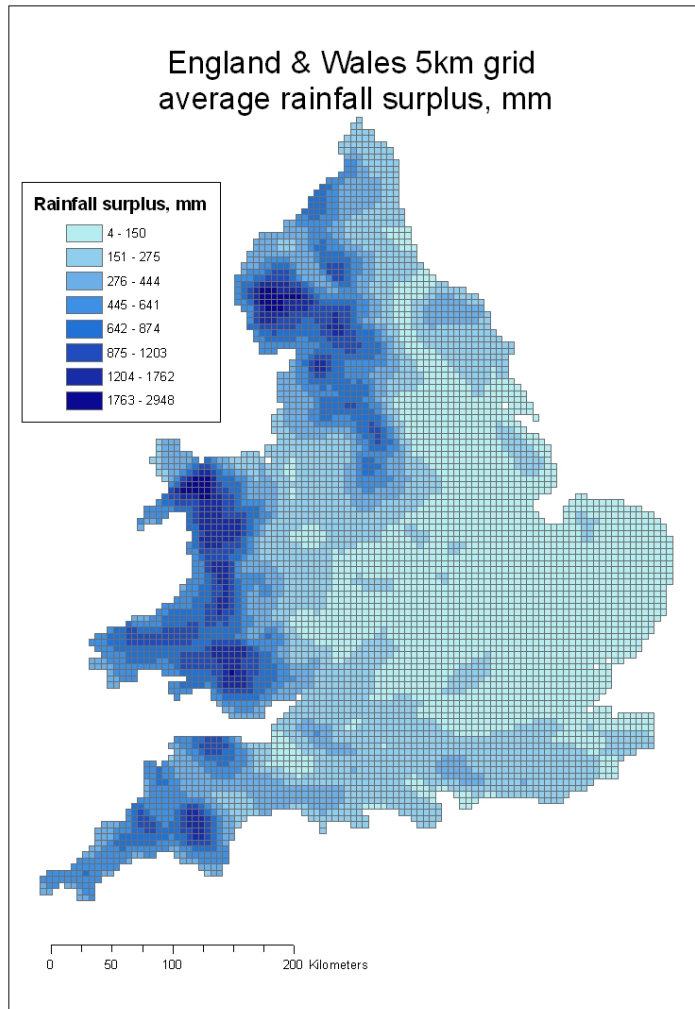 England & Wales 5km grid
average rainfall surplus, mm
Rainfall surplus, mm
4 - 150
151 - 275
276 - 444
445 - 641
642 - 874
875 - 1203
1204 - 1762
1763 - 2948
0 50 100 200 Kilometers